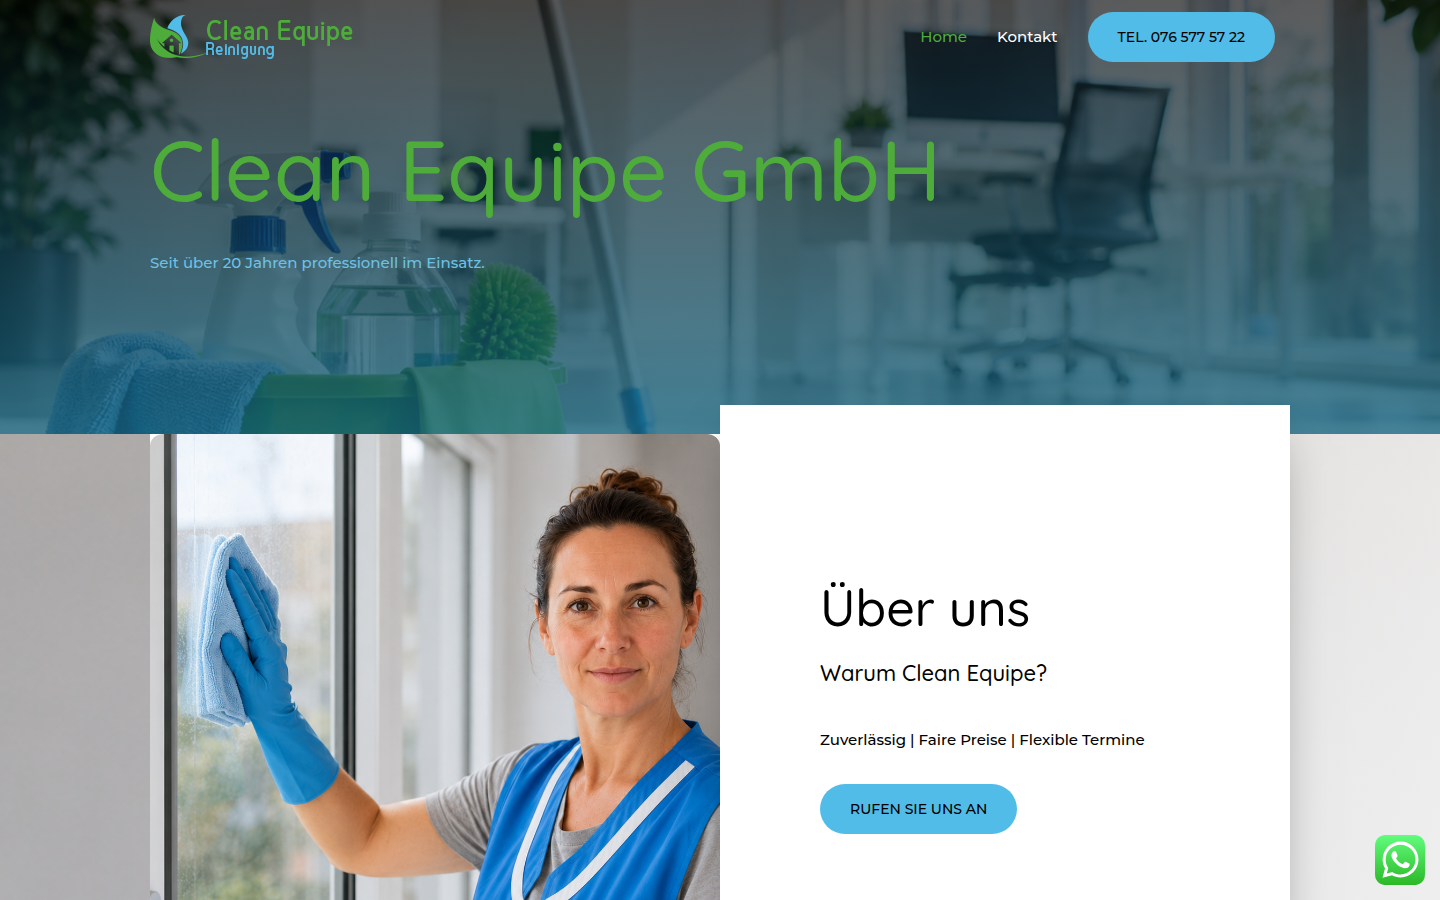 Clean Equipe
Reinigung
Home
Kontakt
TEL. 076 577 57 22
Clean Equipe GmbH
Seit über 20 Jahren professionell im Einsatz.
Über uns
Warum Clean Equipe?
Zuverlässig | Faire Preise | Flexible Termine
RUFEN SIE UNS AN